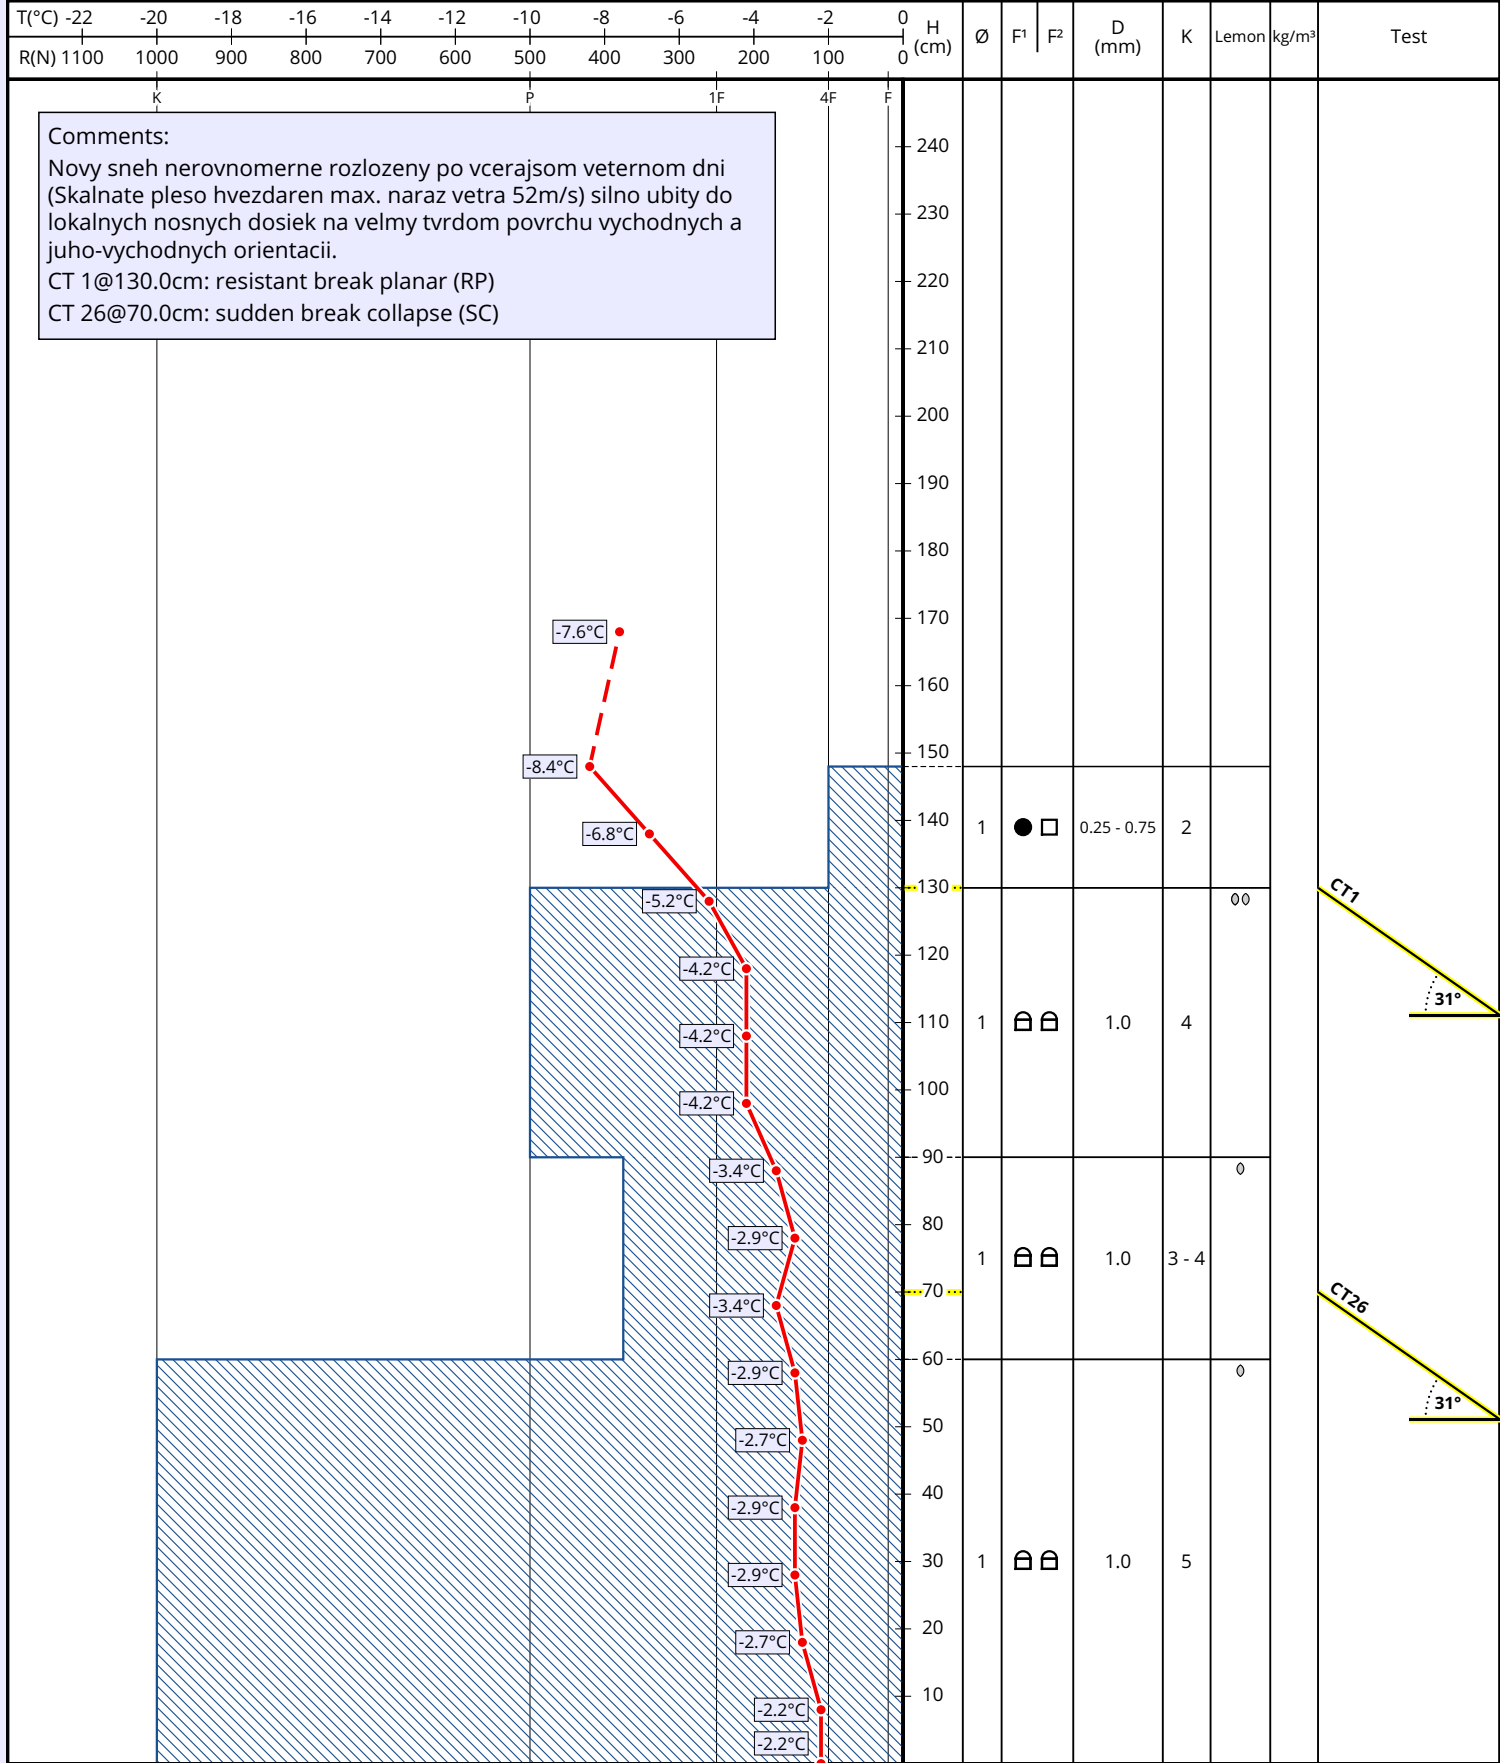 T(°C) -22 -20 -18 -16 -14 -12 -10 -8 -6 -4 -2 0
R(N) 1100 1000 900 800 700 600 500 400 300 200 100 0
H (cm) Ø F¹ F² D (mm) K Lemon kg/m³ Test
K P 1F 4F F
Comments:
Novy sneh nerovnomerne rozlozeny po vcerajsom veternom dni
(Skalnate pleso hvezdaren max. naraz vetra 52m/s) silno ubity do
lokalnych nosnych dosiek na velmy tvrdom povrchu vychodnych a
juho-vychodnych orientacii.
CT 1@130.0cm: resistant break planar (RP)
CT 26@70.0cm: sudden break collapse (SC)
240
230
220
210
200
190
180
170
-7.6°C
160
150
-8.4°C
140
1 0.25 - 0.75 2
-6.8°C
130
CT1
-5.2°C
120
-4.2°C
31°
110
1 1.0 4
-4.2°C
100
-4.2°C
90
-3.4°C
80
-2.9°C
1 1.0 3 - 4
70
CT26
-3.4°C
60
-2.9°C
31°
50
-2.7°C
40
-2.9°C
30
1 1.0 5
-2.9°C
20
-2.7°C
10
-2.2°C
-2.2°C